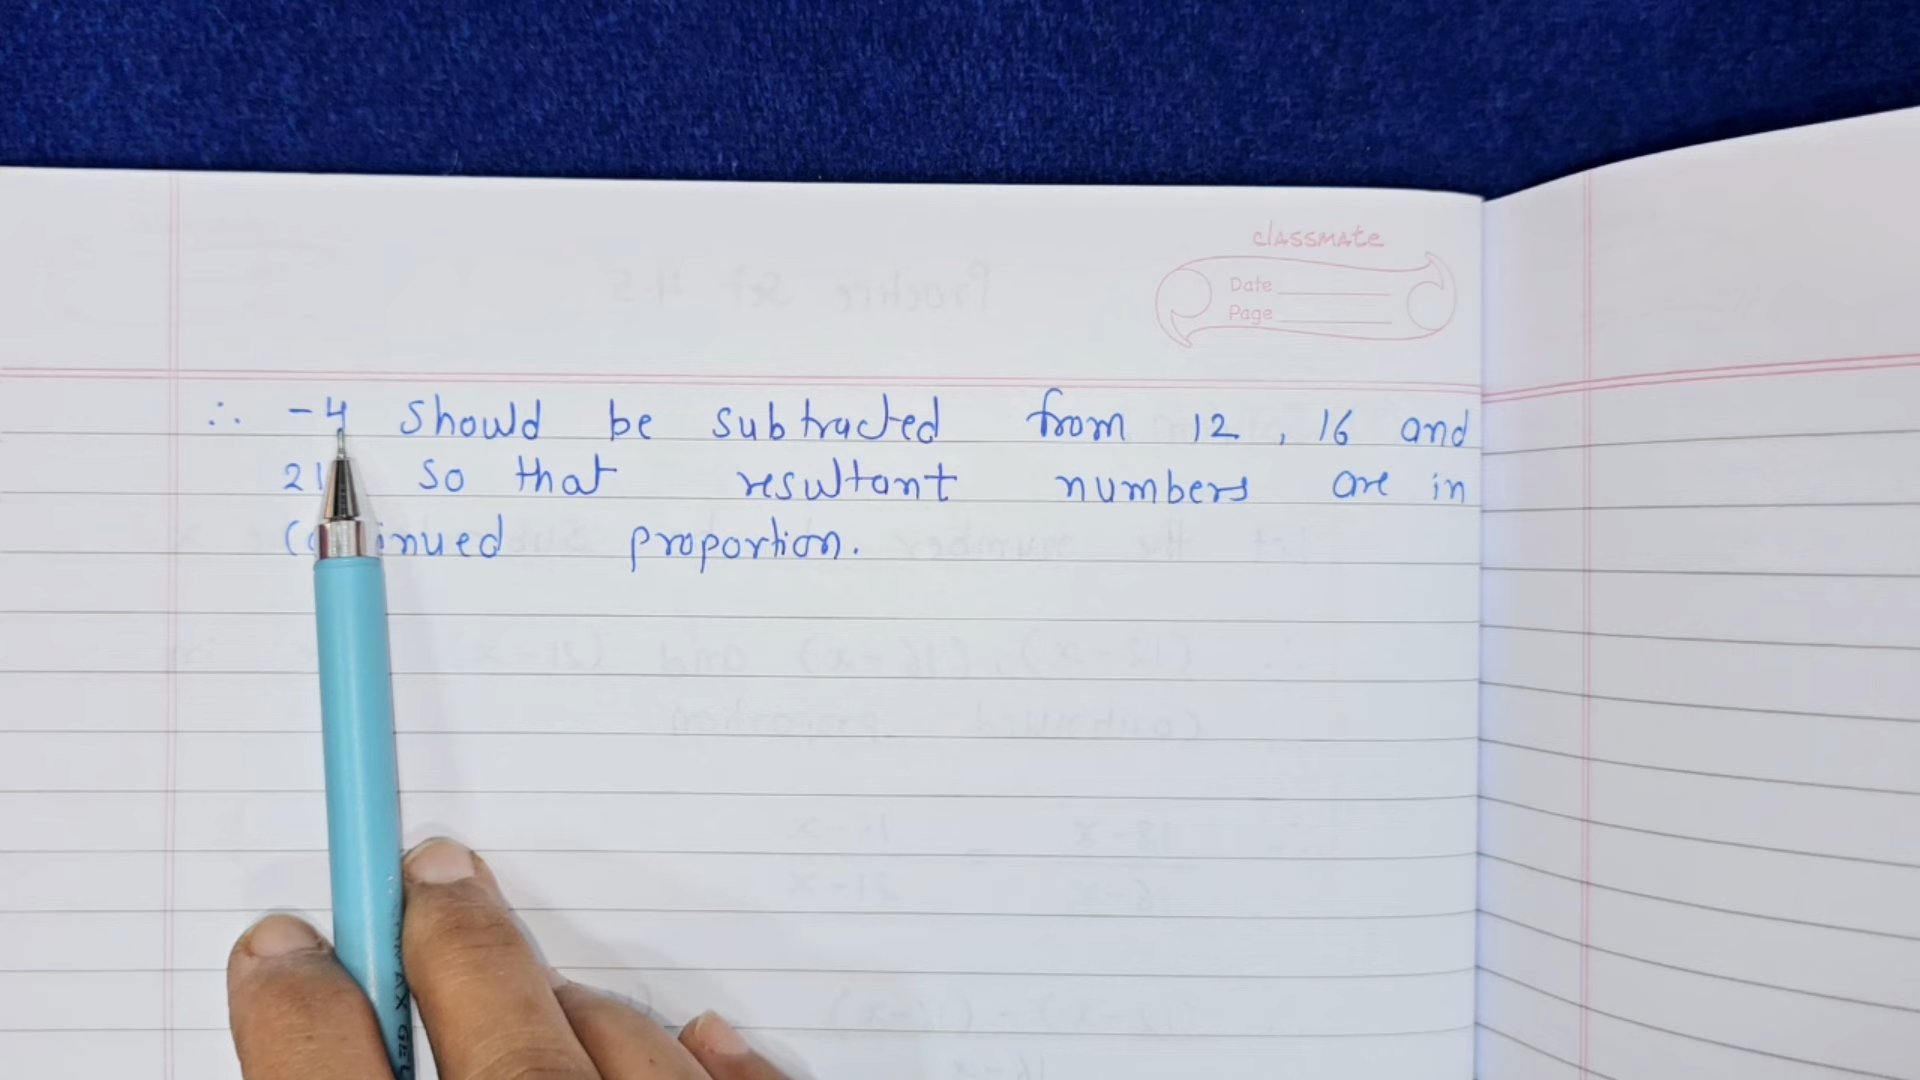 classmate
Date
Page
∴ -4 should be subtracted from 12, 16 and
21 so that resultant numbers are in
proportion.